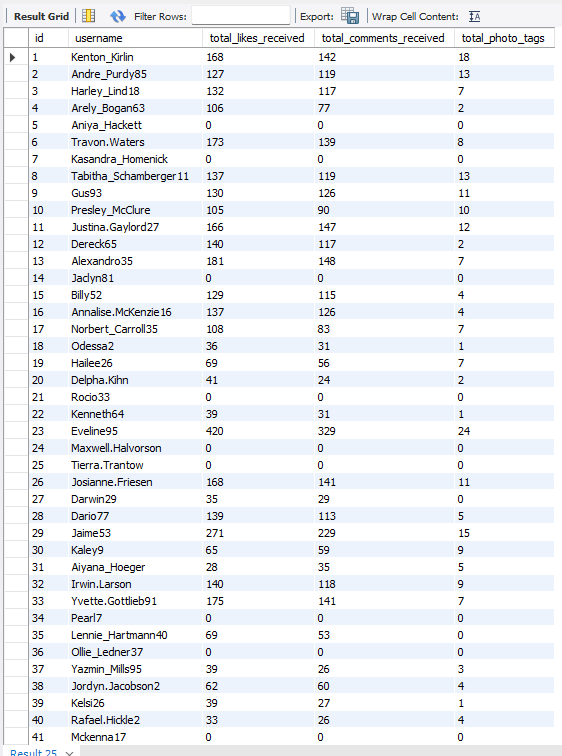 Result Grid Filter Rows: Export: Wrap Cell Content: IA
id username total_likes_received total_comments_received total_photo_tags
1 Kenton_Kirlin 168 142 18
2 Andre_Purdy85 127 119 13
3 Harley_Lind18 132 117 7
4 Arely_Bogan63 106 77 2
5 Aniya_Hackett 0 0 0
6 Travon.Waters 173 139 8
7 Kasandra_Homenick 0 0 0
8 Tabitha_Schamberger11 137 119 13
9 Gus93 130 126 11
10 Presley_McClure 105 90 10
11 Justina.Gaylord27 166 147 12
12 Dereck65 140 117 2
13 Alexandro35 181 148 7
14 Jaclyn81 0 0 0
15 Billy52 129 115 4
16 Annalise.McKenzie16 137 126 4
17 Norbert_Carroll35 108 83 7
18 Odessa2 36 31 1
19 Hailee26 69 56 7
20 Delpha.Kihn 41 24 2
21 Rocio33 0 0 0
22 Kenneth64 39 31 1
23 Eveline95 420 329 24
24 Maxwell.Halvorson 0 0 0
25 Tierra.Trantow 0 0 0
26 Josianne.Friesen 168 141 11
27 Darwin29 35 29 0
28 Dario77 139 113 5
29 Jaime53 271 229 15
30 Kaley9 65 59 9
31 Aiyana_Hoeger 28 35 5
32 Irwin.Larson 140 118 9
33 Yvette.Gottlieb91 175 141 7
34 Pearl7 0 0 0
35 Lennie_Hartmann40 69 53 0
36 Ollie_Ledner37 0 0 0
37 Yazmin_Mills95 39 26 3
38 Jordyn.Jacobson2 62 60 4
39 Kelsi26 39 27 1
40 Rafael.Hickle2 33 26 4
41 Mckenna17 0 0 0
Result 25